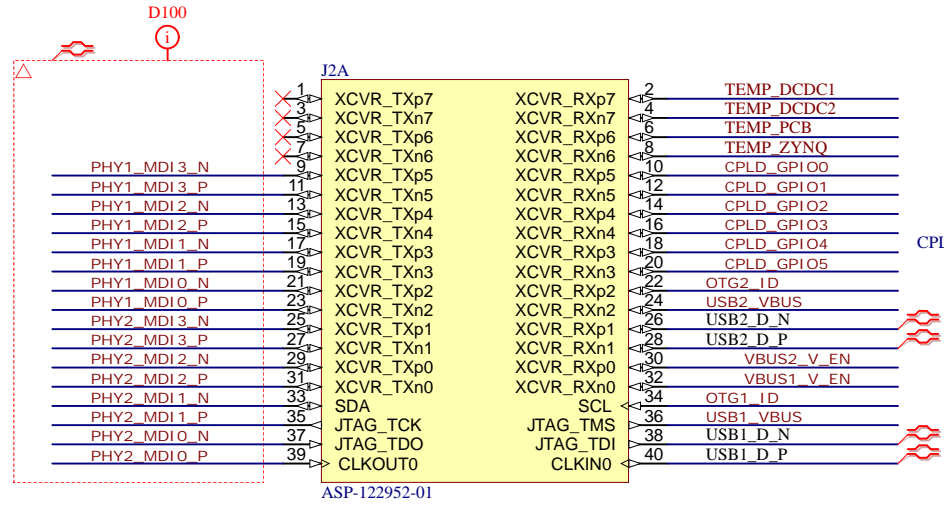 D100
i
J2A
1 XCVR_TXp7 XCVR_RXp7 2 TEMP_DCDC1
3 XCVR_TXn7 XCVR_RXn7 4 TEMP_DCDC2
5 XCVR_TXp6 XCVR_RXp6 6 TEMP_PCB
7 XCVR_TXn6 XCVR_RXn6 8 TEMP_ZYNQ
PHY1_MDI3_N 9 XCVR_TXp5 XCVR_RXp5 10 CPLD_GPIO0
PHY1_MDI3_P 11 XCVR_TXn5 XCVR_RXn5 12 CPLD_GPIO1
PHY1_MDI2_N 13 XCVR_TXp4 XCVR_RXp4 14 CPLD_GPIO2
PHY1_MDI2_P 15 XCVR_TXn4 XCVR_RXn4 16 CPLD_GPIO3
PHY1_MDI1_N 17 XCVR_TXp3 XCVR_RXp3 18 CPLD_GPIO4 CPL
PHY1_MDI1_P 19 XCVR_TXn3 XCVR_RXn3 20 CPLD_GPIO5
PHY1_MDI0_N 21 XCVR_TXp2 XCVR_RXp2 22 OTG2_ID
PHY1_MDI0_P 23 XCVR_TXn2 XCVR_RXn2 24 USB2_VBUS
PHY2_MDI3_N 25 XCVR_TXp1 XCVR_RXp1 26 USB2_D_N
PHY2_MDI3_P 27 XCVR_TXn1 XCVR_RXn1 28 USB2_D_P
PHY2_MDI2_N 29 XCVR_TXp0 XCVR_RXp0 30 VBUS2_V_EN
PHY2_MDI2_P 31 XCVR_TXn0 XCVR_RXn0 32 VBUS1_V_EN
PHY2_MDI1_N 33 SDA SCL 34 OTG1_ID
PHY2_MDI1_P 35 JTAG_TCK JTAG_TMS 36 USB1_VBUS
PHY2_MDI0_N 37 JTAG_TDO JTAG_TDI 38 USB1_D_N
PHY2_MDI0_P 39 CLKOUT0 CLKIN0 40 USB1_D_P
ASP-122952-01